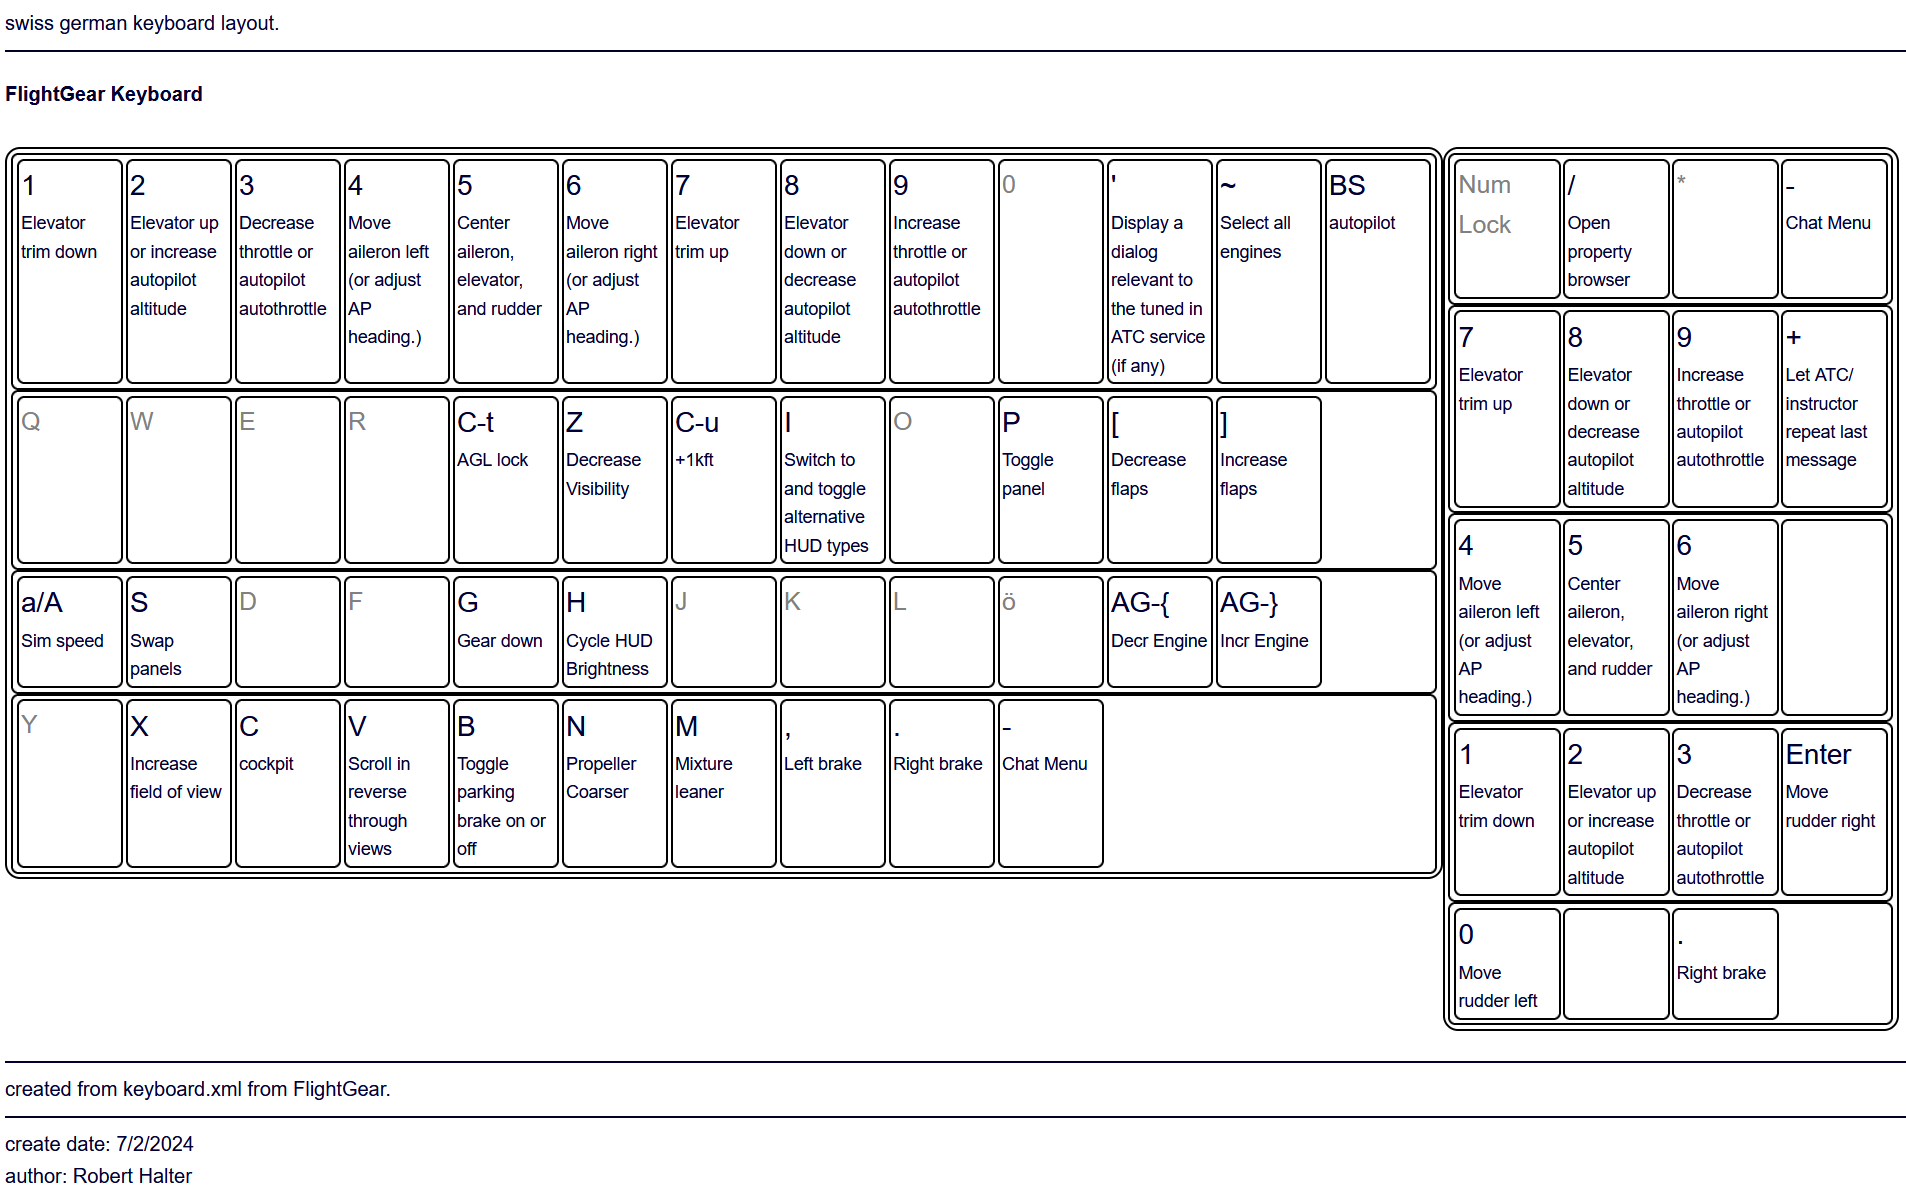 swiss german keyboard layout.
FlightGear Keyboard
1
Elevator
trim down
2
Elevator up
or increase
autopilot
altitude
3
Decrease
throttle or
autopilot
autothrottle
4
Move
aileron left
(or adjust
AP
heading.)
5
Center
aileron,
elevator,
and rudder
6
Move
aileron right
(or adjust
AP
heading.)
7
Elevator
trim up
8
Elevator
down or
decrease
autopilot
altitude
9
Increase
throttle or
autopilot
autothrottle
0
'
Display a
dialog
relevant to
the tuned in
ATC service
(if any)
~
Select all
engines
BS
autopilot
Q
W
E
R
C-t
AGL lock
Z
Decrease
Visibility
C-u
+1kft
I
Switch to
and toggle
alternative
HUD types
O
P
Toggle
panel
[
Decrease
flaps
]
Increase
flaps
a/A
Sim speed
S
Swap
panels
D
F
G
Gear down
H
Cycle HUD
Brightness
J
K
L
ö
AG-{
Decr Engine
AG-}
Incr Engine
Y
X
Increase
field of view
C
cockpit
V
Scroll in
reverse
through
views
B
Toggle
parking
brake on or
off
N
Propeller
Coarser
M
Mixture
leaner
,
Left brake
.
Right brake
-
Chat Menu
Num
Lock
/
Open
property
browser
*
-
Chat Menu
7
Elevator
trim up
8
Elevator
down or
decrease
autopilot
altitude
9
Increase
throttle or
autopilot
autothrottle
+
Let ATC/
instructor
repeat last
message
4
Move
aileron left
(or adjust
AP
heading.)
5
Center
aileron,
elevator,
and rudder
6
Move
aileron right
(or adjust
AP
heading.)
1
Elevator
trim down
2
Elevator up
or increase
autopilot
altitude
3
Decrease
throttle or
autopilot
autothrottle
Enter
Move
rudder right
0
Move
rudder left
.
Right brake
created from keyboard.xml from FlightGear.
create date: 7/2/2024
author: Robert Halter